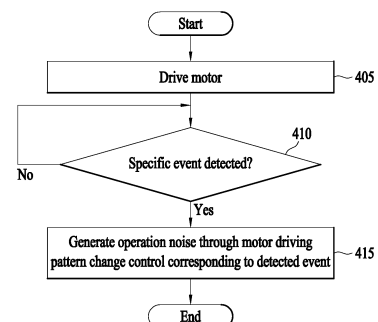 Start
Drive motor
405
410
Specific event detected?
No
Yes
Generate operation noise through motor driving
pattern change control corresponding to detected event
415
End